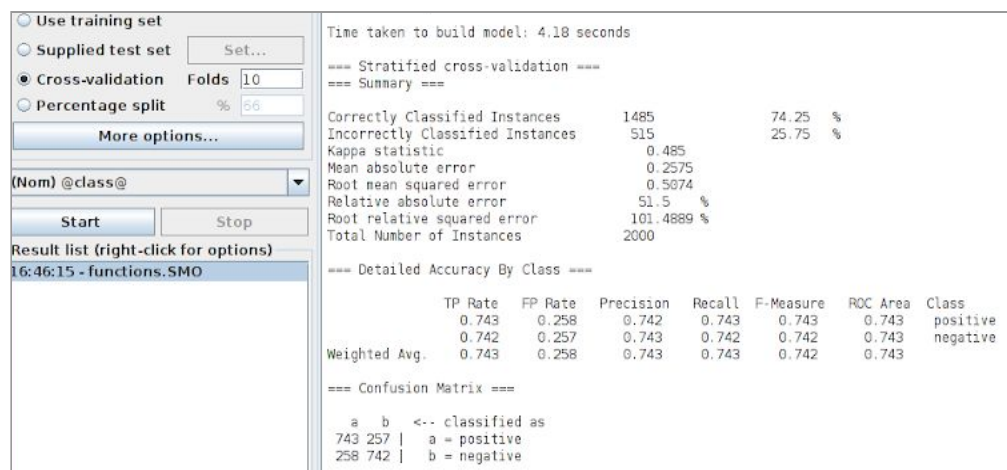 Use training set
Supplied test set Set...
Cross-validation Folds 10
Percentage split % 66
More options...
(Nom) @class@
Start Stop
Result list (right-click for options)
16:46:15 - functions.SMO
Time taken to build model: 4.18 seconds
=== Stratified cross-validation ===
=== Summary ===
Correctly Classified Instances 1485 74.25 %
Incorrectly Classified Instances 515 25.75 %
Kappa statistic 0.485
Mean absolute error 0.2575
Root mean squared error 0.5074
Relative absolute error 51.5 %
Root relative squared error 101.4889 %
Total Number of Instances 2000
=== Detailed Accuracy By Class ===
TP Rate FP Rate Precision Recall F-Measure ROC Area Class
0.743 0.258 0.742 0.743 0.743 0.743 positive
0.742 0.257 0.743 0.742 0.742 0.743 negative
Weighted Avg. 0.743 0.258 0.743 0.743 0.742 0.743
=== Confusion Matrix ===
a b <-- classified as
743 257 | a = positive
258 742 | b = negative